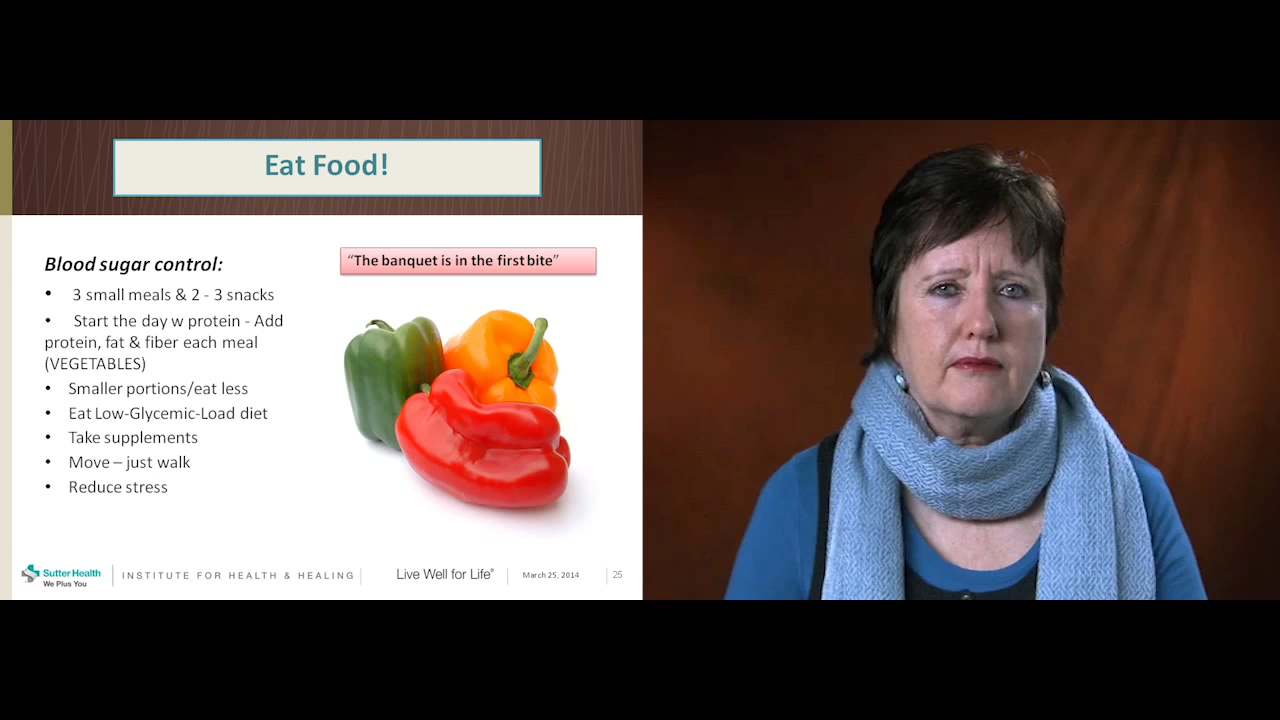 Eat Food!
Blood sugar control:
“The banquet is in the first bite”
• 3 small meals & 2 - 3 snacks
• Start the day w protein - Add
protein, fat & fiber each meal
(VEGETABLES)
• Smaller portions/eat less
• Eat Low-Glycemic-Load diet
• Take supplements
• Move – just walk
• Reduce stress
Sutter Health
We Plus You
INSTITUTE FOR HEALTH & HEALING
Live Well for Life®
March 25, 2014
25